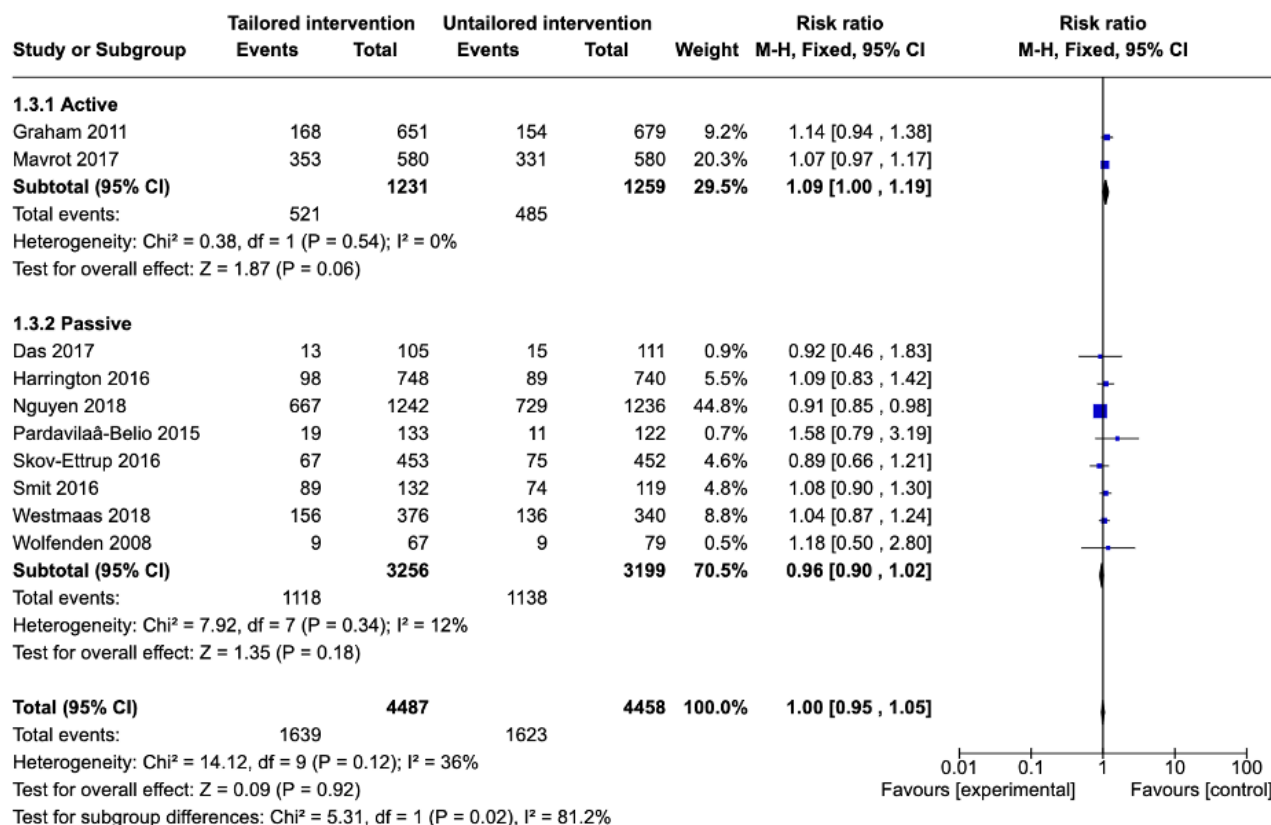 Tailored intervention Untailored intervention Risk ratio Risk ratio
Study or Subgroup Events Total Events Total Weight M-H, Fixed, 95% CI M-H, Fixed, 95% CI
1.3.1 Active
Graham 2011 168 651 154 679 9.2% 1.14 [0.94 , 1.38]
Mavrot 2017 353 580 331 580 20.3% 1.07 [0.97 , 1.17]
Subtotal (95% CI) 1231 1259 29.5% 1.09 [1.00 , 1.19]
Total events: 521 485
Heterogeneity: Chi² = 0.38, df = 1 (P = 0.54); I² = 0%
Test for overall effect: Z = 1.87 (P = 0.06)
1.3.2 Passive
Das 2017 13 105 15 111 0.9% 0.92 [0.46 , 1.83]
Harrington 2016 98 748 89 740 5.5% 1.09 [0.83 , 1.42]
Nguyen 2018 667 1242 729 1236 44.8% 0.91 [0.85 , 0.98]
Pardavilaâ-Belio 2015 19 133 11 122 0.7% 1.58 [0.79 , 3.19]
Skov-Ettrup 2016 67 453 75 452 4.6% 0.89 [0.66 , 1.21]
Smit 2016 89 132 74 119 4.8% 1.08 [0.90 , 1.30]
Westmaas 2018 156 376 136 340 8.8% 1.04 [0.87 , 1.24]
Wolfenden 2008 9 67 9 79 0.5% 1.18 [0.50 , 2.80]
Subtotal (95% CI) 3256 3199 70.5% 0.96 [0.90 , 1.02]
Total events: 1118 1138
Heterogeneity: Chi² = 7.92, df = 7 (P = 0.34); I² = 12%
Test for overall effect: Z = 1.35 (P = 0.18)
Total (95% CI) 4487 4458 100.0% 1.00 [0.95 , 1.05]
Total events: 1639 1623
Heterogeneity: Chi² = 14.12, df = 9 (P = 0.12); I² = 36%
0.01 0.1 1 10 100
Test for overall effect: Z = 0.09 (P = 0.92) Favours [experimental] Favours [control]
Test for subgroup differences: Chi² = 5.31, df = 1 (P = 0.02), I² = 81.2%